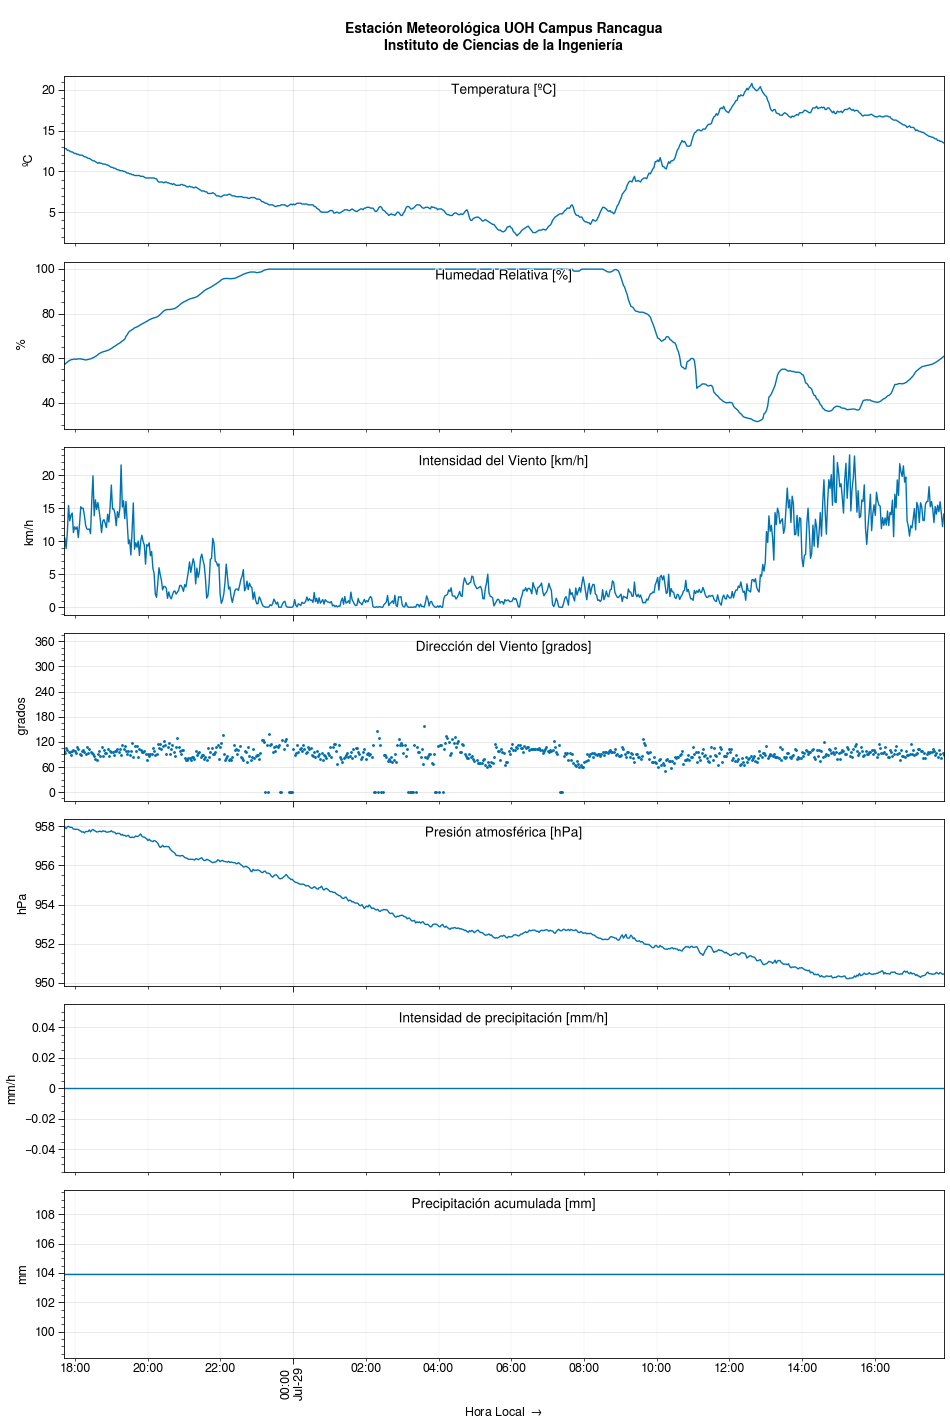 Estación Meteorológica UOH Campus Rancagua
Instituto de Ciencias de la Ingeniería
Temperatura [ºC]
ºC
20
15
10
5
Humedad Relativa [%]
%
100
80
60
40
Intensidad del Viento [km/h]
km/h
20
15
10
5
0
Dirección del Viento [grados]
grados
360
300
240
180
120
60
0
Presión atmosférica [hPa]
hPa
958
956
954
952
950
Intensidad de precipitación [mm/h]
mm/h
0.04
0.02
0
−0.02
−0.04
Precipitación acumulada [mm]
mm
108
106
104
102
100
18:00 20:00 22:00 00:00 02:00 04:00 06:00 08:00 10:00 12:00 14:00 16:00
Jul-29
Hora Local →